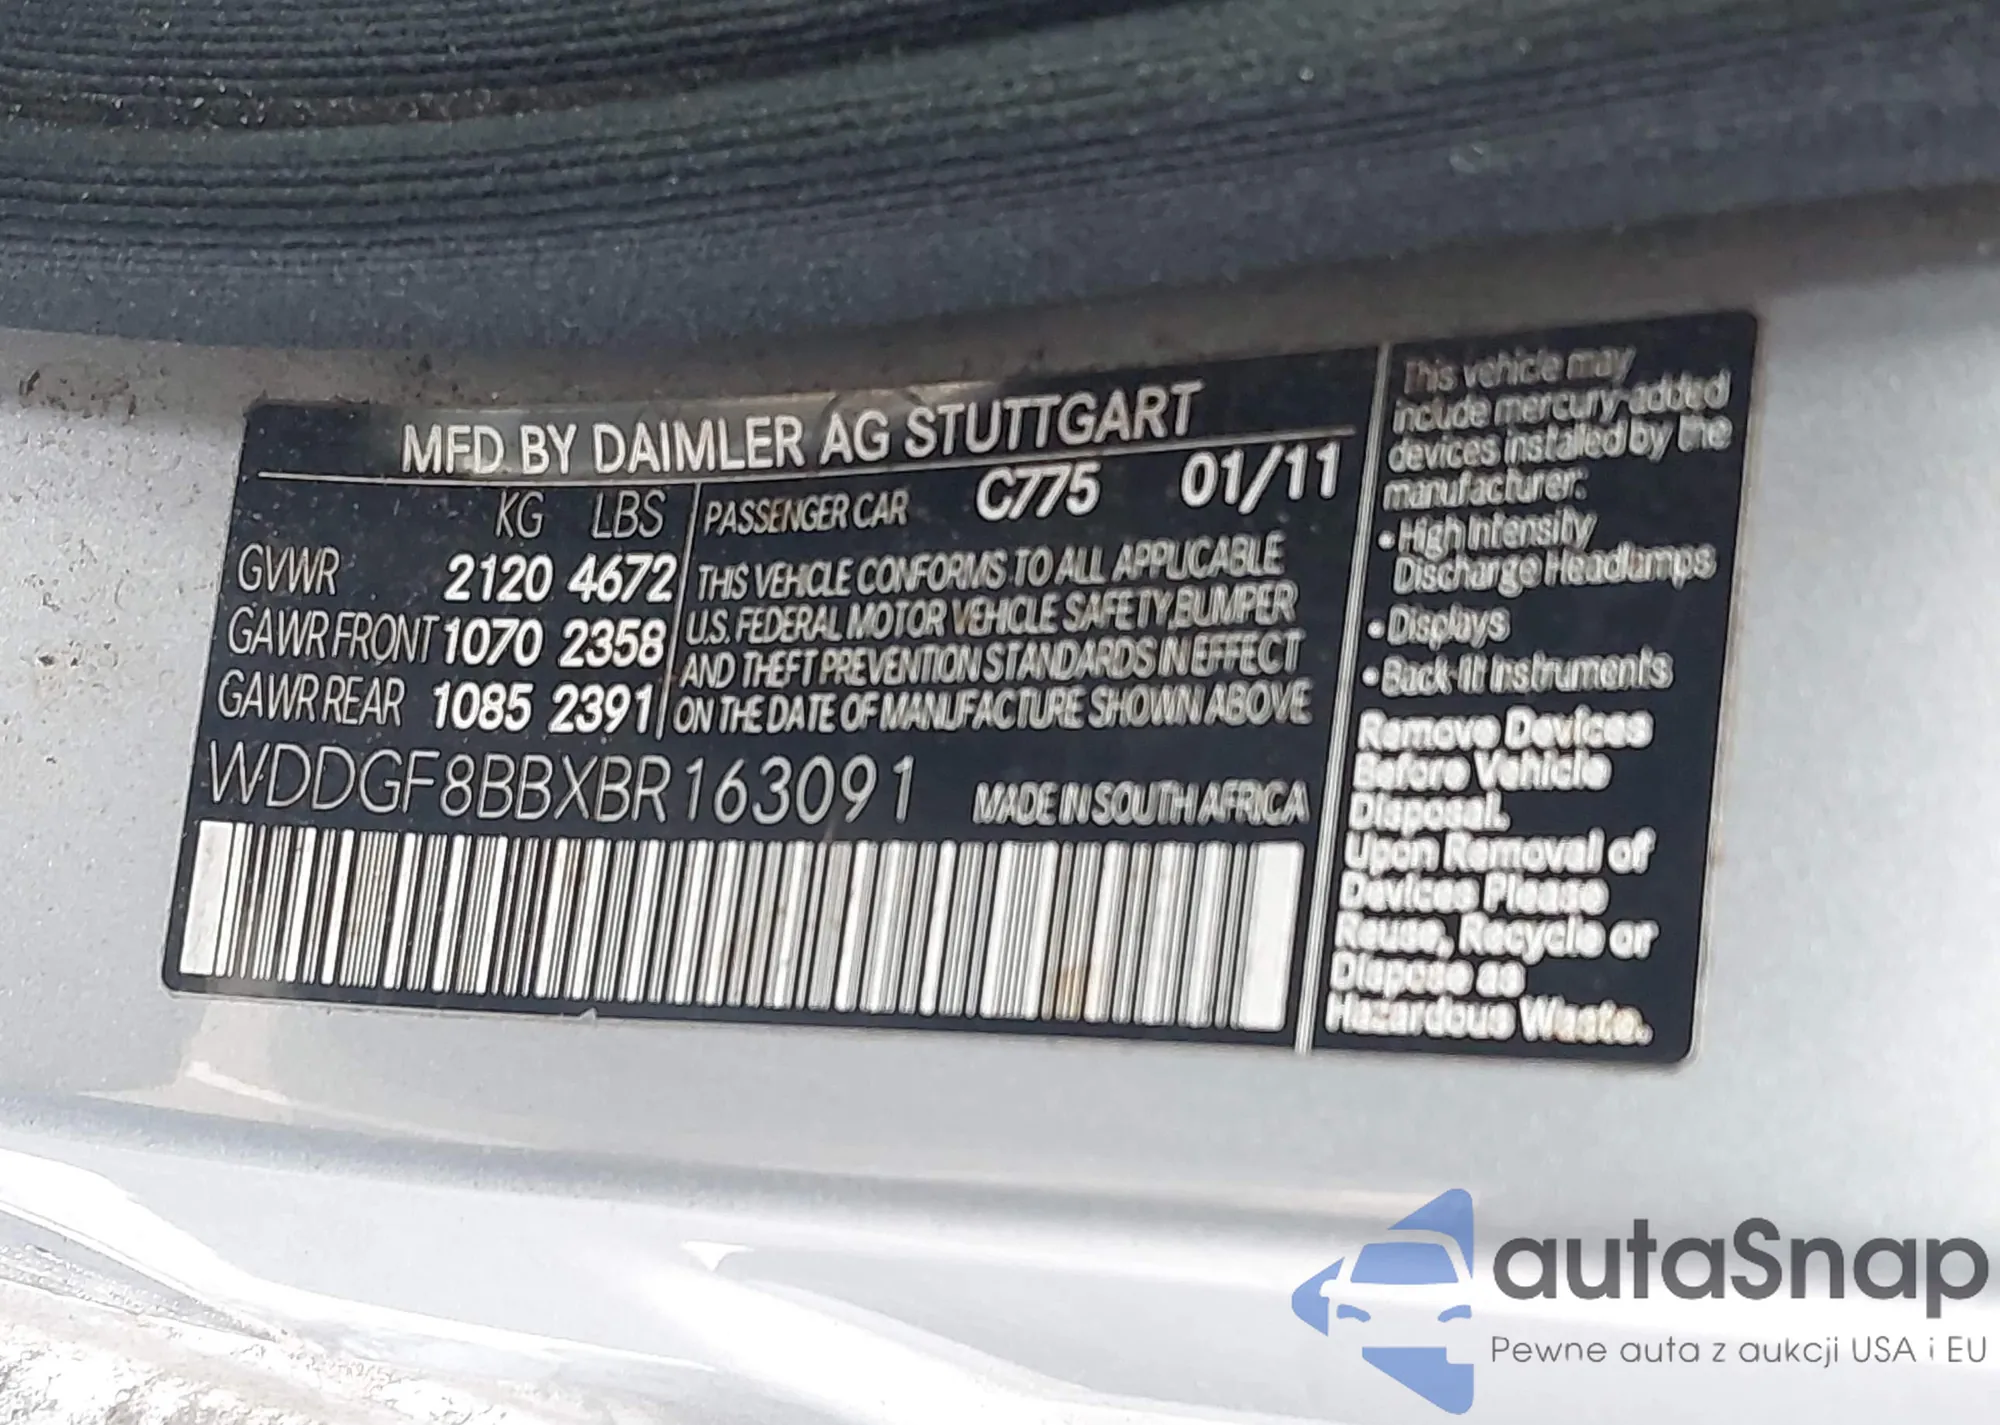 MFD BY DAIMLER AG STUTTGART
KG LBS
GVWR 2120 4672
GAWR FRONT 1070 2358
GAWR REAR 1085 2391
PASSENGER CAR C775 01/11
THIS VEHICLE CONFORMS TO ALL APPLICABLE
U.S. FEDERAL MOTOR VEHICLE SAFETY,BUMPER
AND THEFT PREVENTION STANDARDS IN EFFECT
ON THE DATE OF MANUFACTURE SHOWN ABOVE
WDDGF8BBXBR163091 MADE IN SOUTH AFRICA
This vehicle may
include mercury-added
devices installed by the
manufacturer:
• High Intensity
Discharge Headlamps
• Displays
• Back-lit Instruments
Remove Devices
Before Vehicle
Disposal.
Upon Removal of
Devices Please
Reuse, Recycle or
Dispose as
Hazardous Waste.
autaSnap
Pewne auta z aukcji USA i EU